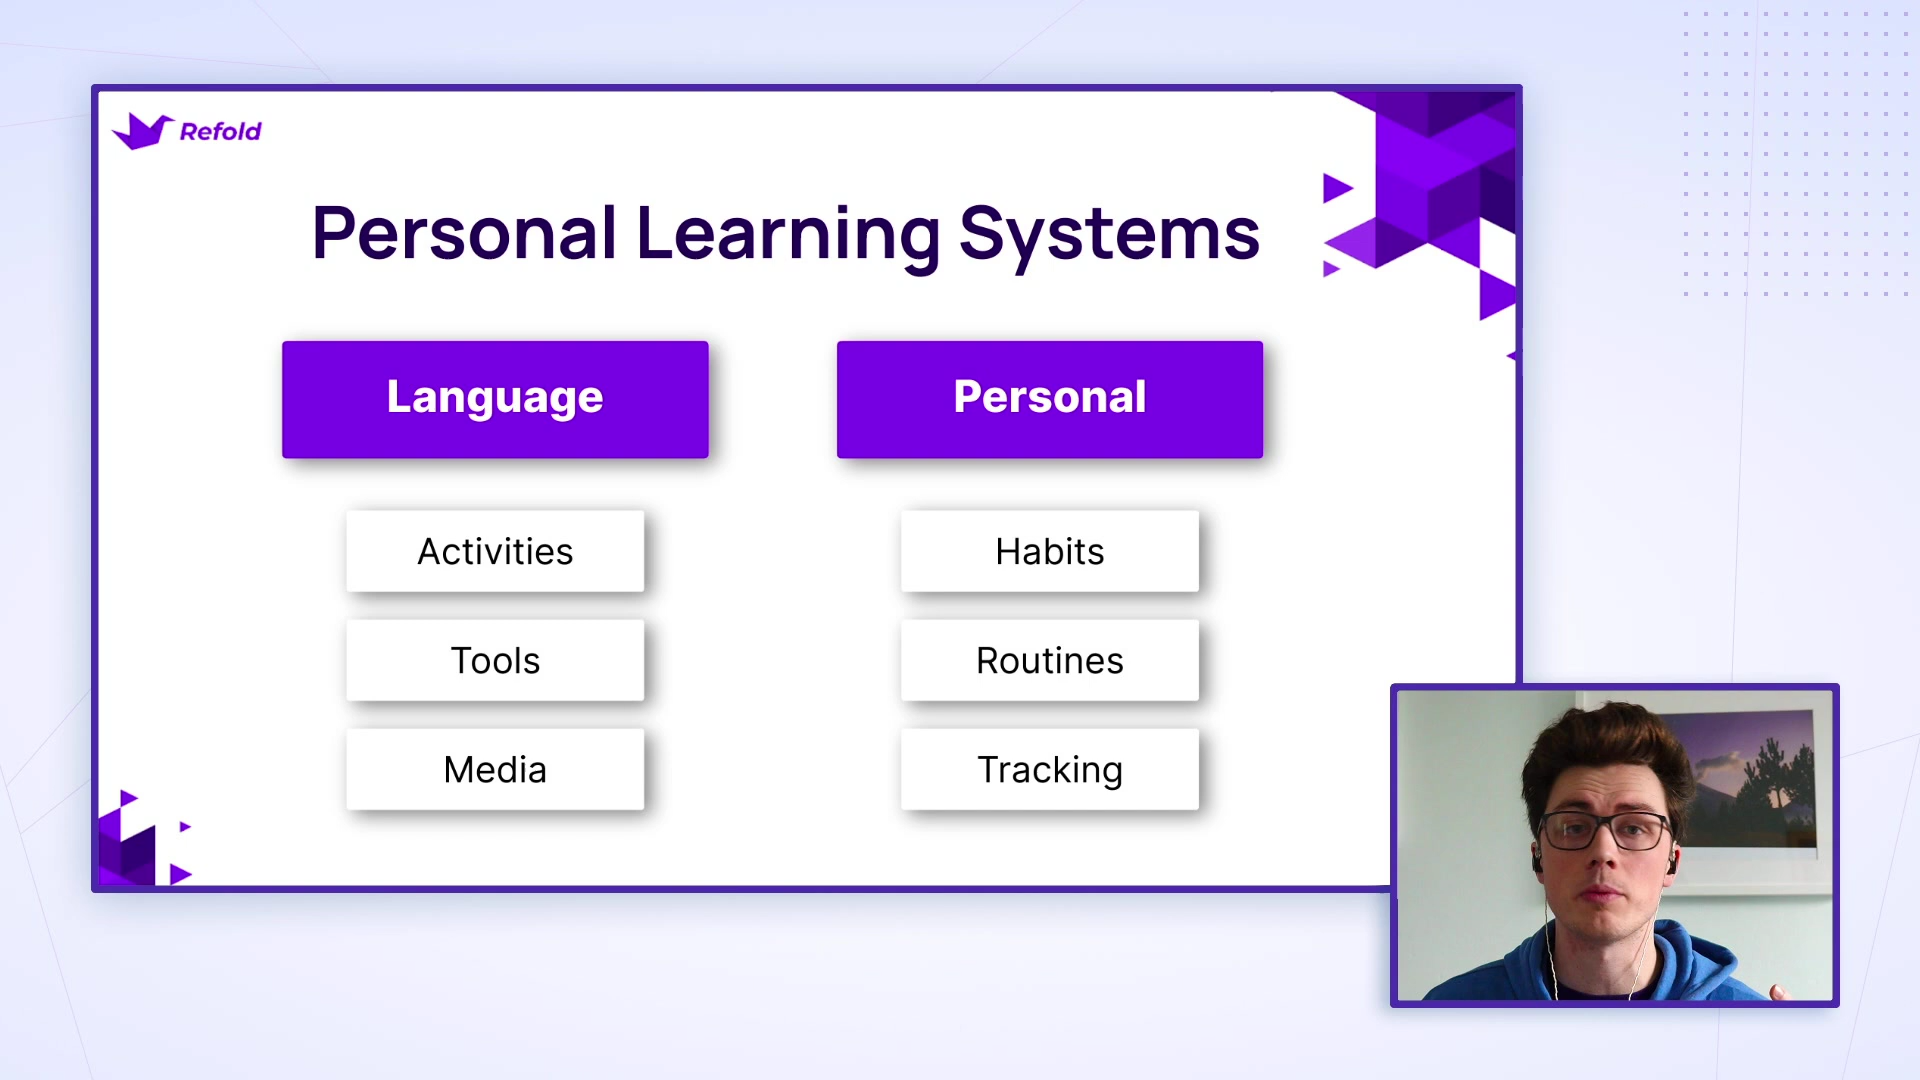 Refold
Personal Learning Systems
Language
Personal
Activities
Habits
Tools
Routines
Media
Tracking